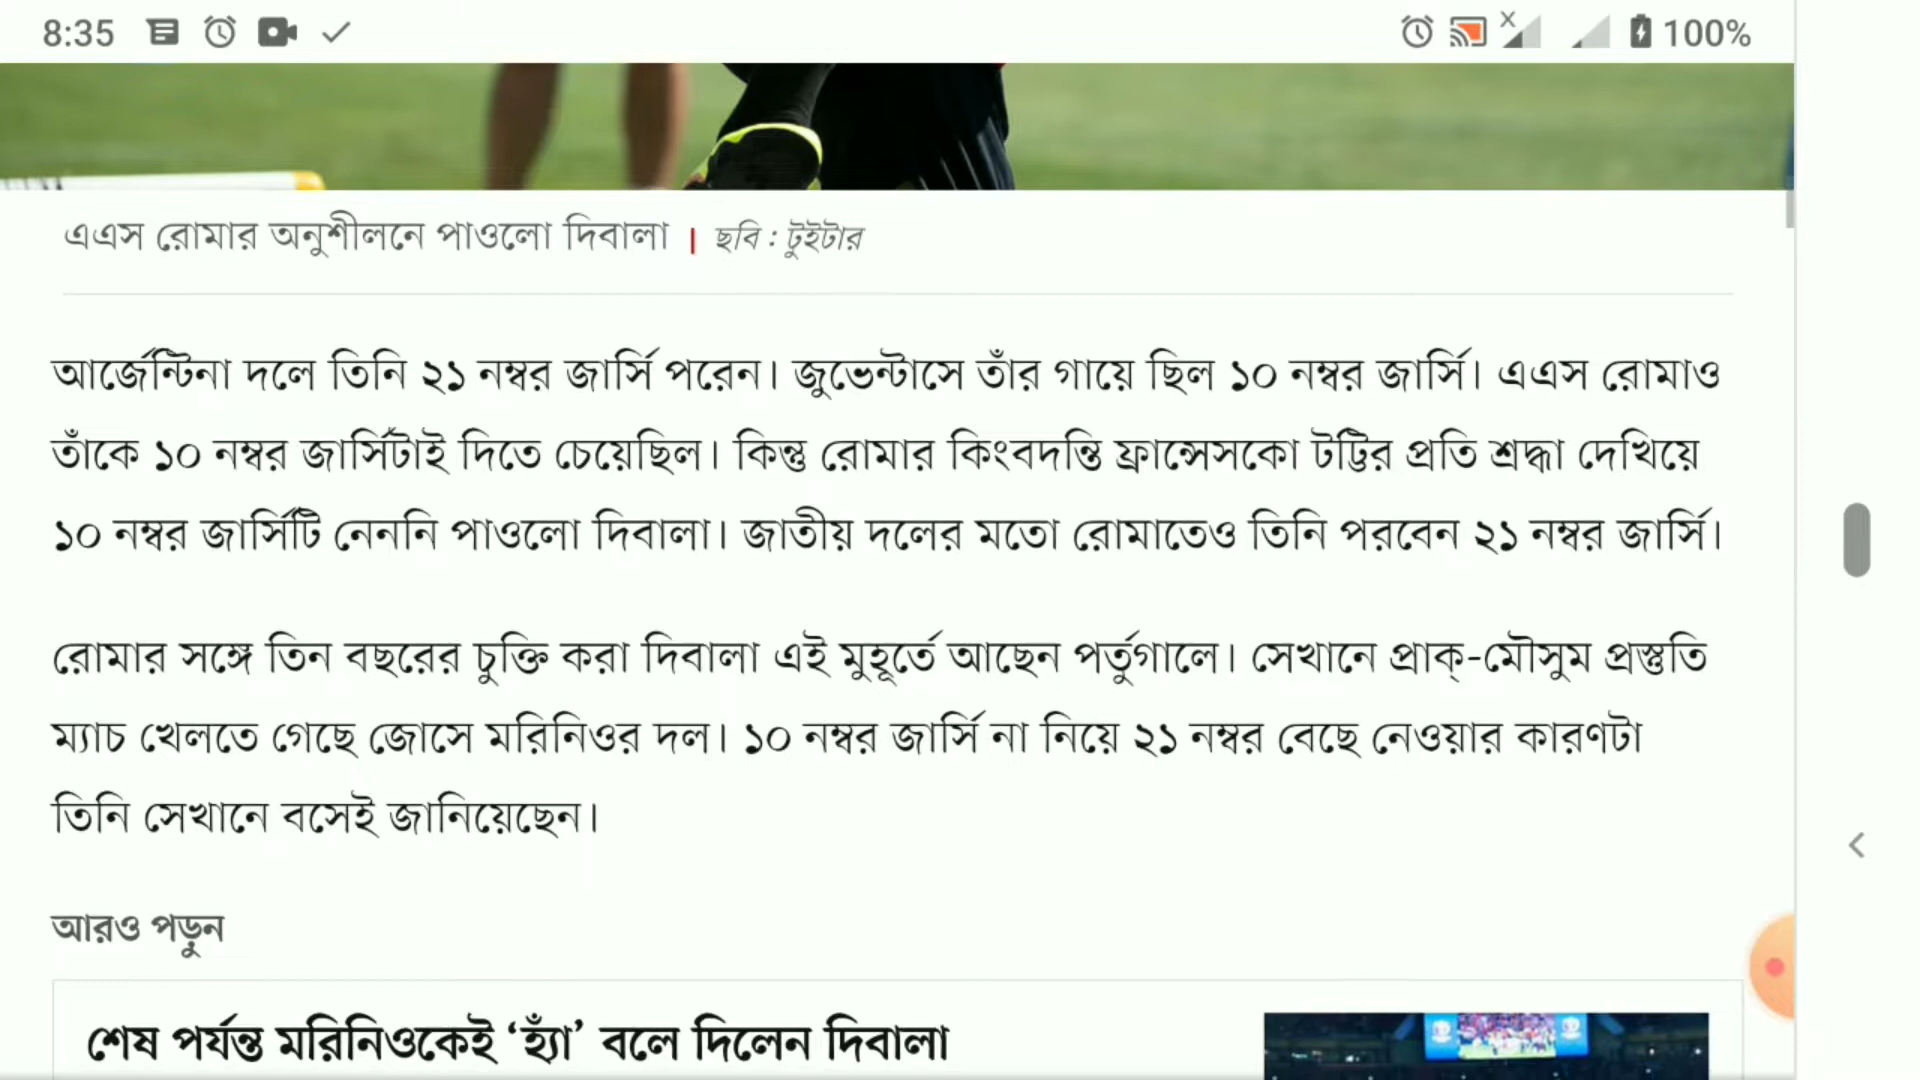 8:35
100%
এএস রোমার অনুশীলনে পাওলো দিবালা | ছবি : টুইটার
আর্জেন্টিনা দলে তিনি ২১ নম্বর জার্সি পরেন। জুভেন্টাসে তাঁর গায়ে ছিল ১০ নম্বর জার্সি। এএস রোমাও
তাঁকে ১০ নম্বর জার্সিটাই দিতে চেয়েছিল। কিন্তু রোমার কিংবদন্তি ফ্রান্সেসকো টট্টির প্রতি শ্রদ্ধা দেখিয়ে
১০ নম্বর জার্সিটি নেননি পাওলো দিবালা। জাতীয় দলের মতো রোমাতেও তিনি পরবেন ২১ নম্বর জার্সি।
রোমার সঙ্গে তিন বছরের চুক্তি করা দিবালা এই মুহূর্তে আছেন পর্তুগালে। সেখানে প্রাক্-মৌসুম প্রস্তুতি
ম্যাচ খেলতে গেছে জোসে মরিনিওর দল। ১০ নম্বর জার্সি না নিয়ে ২১ নম্বর বেছে নেওয়ার কারণটা
তিনি সেখানে বসেই জানিয়েছেন।
আরও পড়ুন
শেষ পর্যন্ত মরিনিওকেই ‘হ্যাঁ’ বলে দিলেন দিবালা